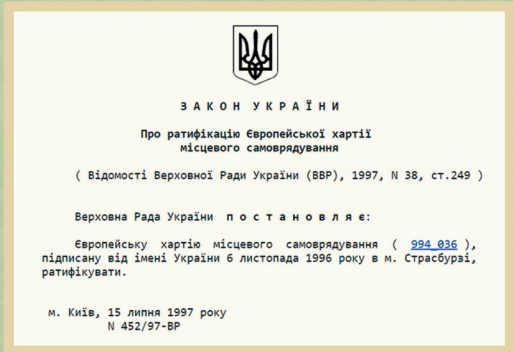 З А К О Н У К Р А Ї Н И
Про ратифікацію Європейської хартії
місцевого самоврядування
( Відомості Верховної Ради України (ВВР), 1997, N 38, ст.249 )
Верховна Рада України п о с т а н о в л я є:
Європейську хартію місцевого самоврядування ( 994_036 ),
підписану від імені України 6 листопада 1996 року в м. Страсбурзі,
ратифікувати.
м. Київ, 15 липня 1997 року
N 452/97-ВР